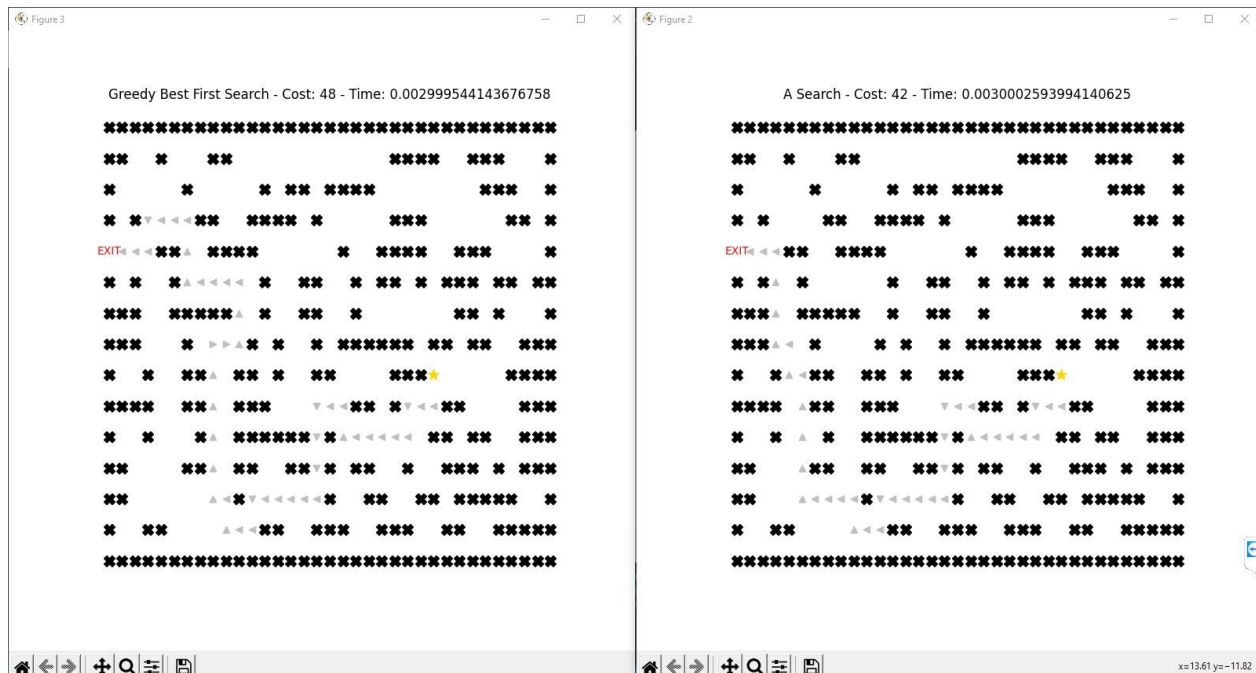 Figure 3
Greedy Best First Search - Cost: 48 - Time: 0.002999544143676758
EXIT
Figure 2
A Search - Cost: 42 - Time: 0.0030002593994140625
EXIT
x=13.61 y=−11.82